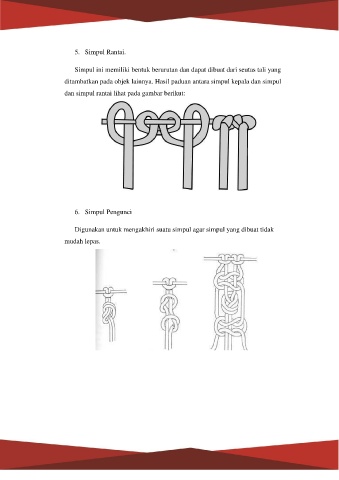 5. Simpul Rantai.
Simpul ini memiliki bentuk berurutan dan dapat dibuat dari seutas tali yang
ditambatkan pada objek lainnya. Hasil paduan antara simpul kepala dan simpul
dan simpul rantai lihat pada gambar berikut:
6. Simpul Pengunci
Digunakan untuk mengakhiri suatu simpul agar simpul yang dibuat tidak
mudah lepas.